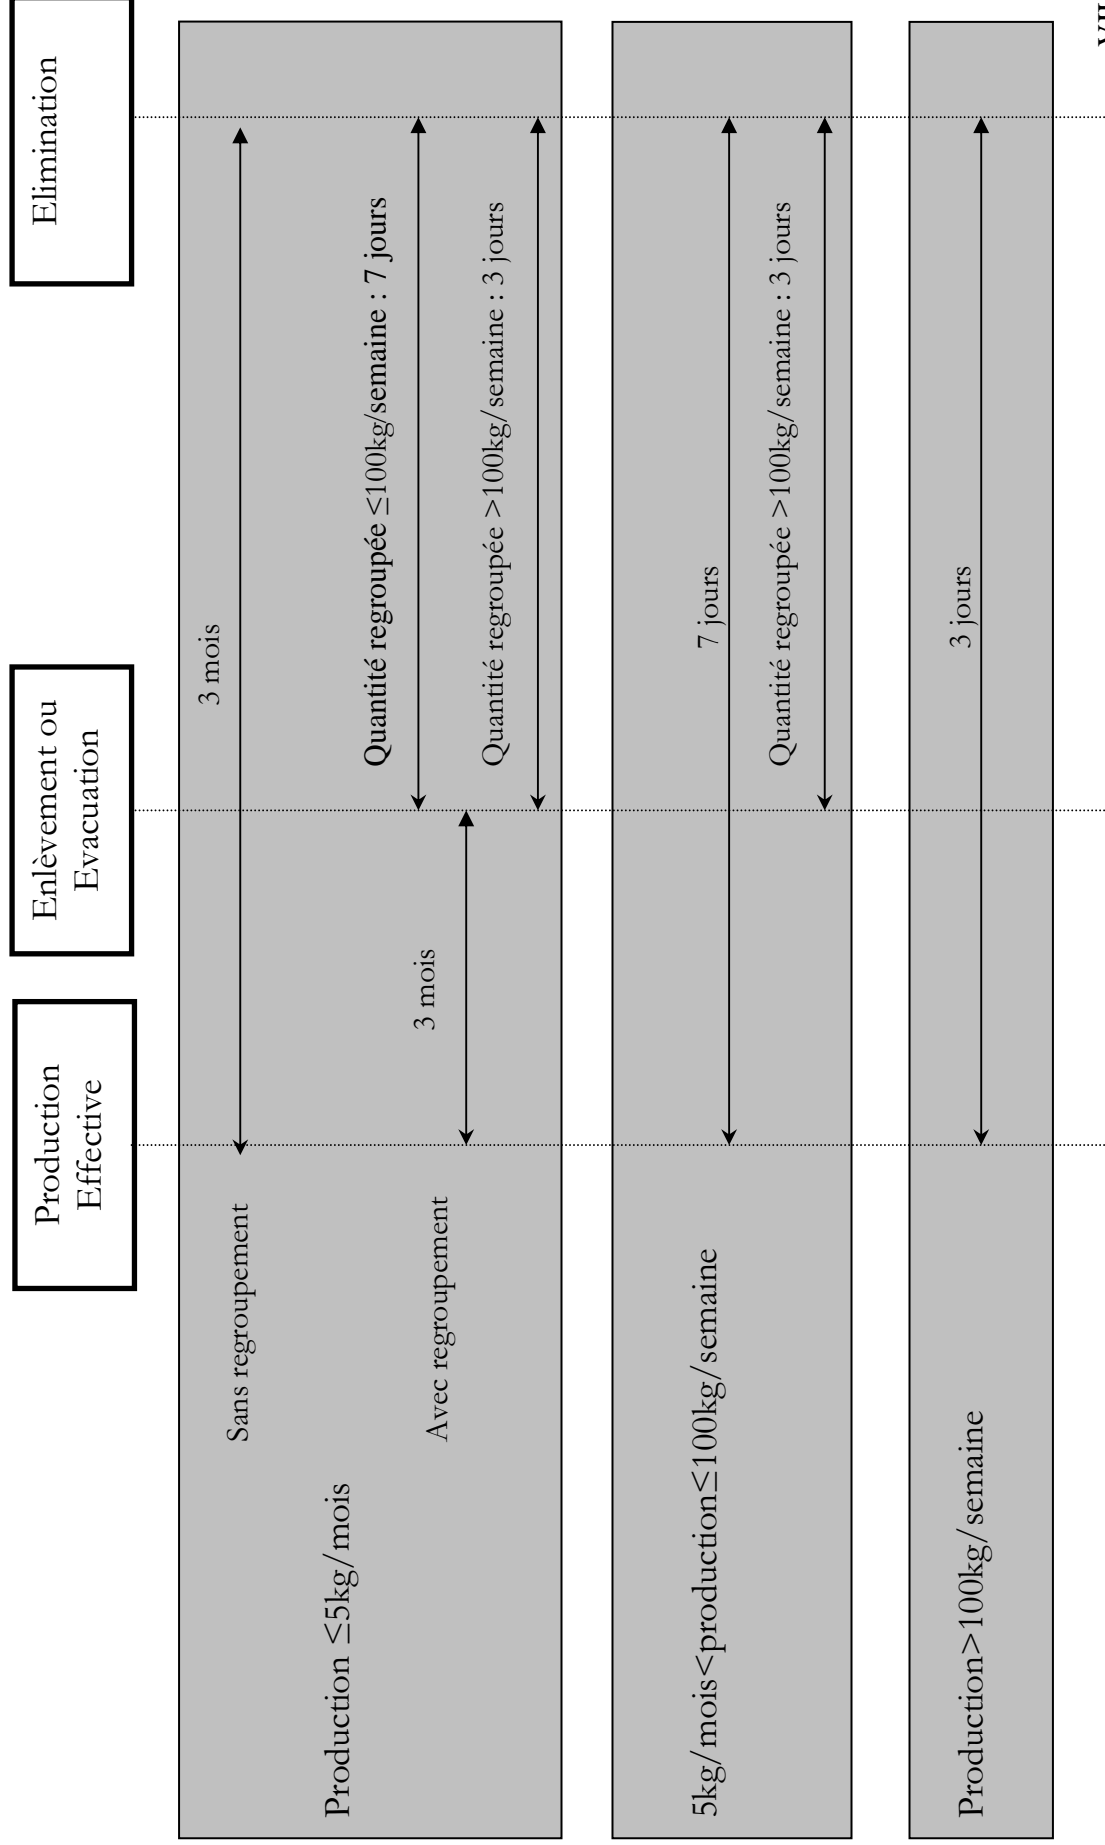 Production
Effective
Enlèvement ou
Evacuation
Elimination
Production ≤5kg/mois
Sans regroupement
3 mois
Avec regroupement
3 mois
Quantité regroupée ≤100kg/semaine : 7 jours
Quantité regroupée >100kg/semaine : 3 jours
5kg/mois<production≤100kg/semaine
7 jours
Quantité regroupée >100kg/semaine : 3 jours
Production>100kg/semaine
3 jours